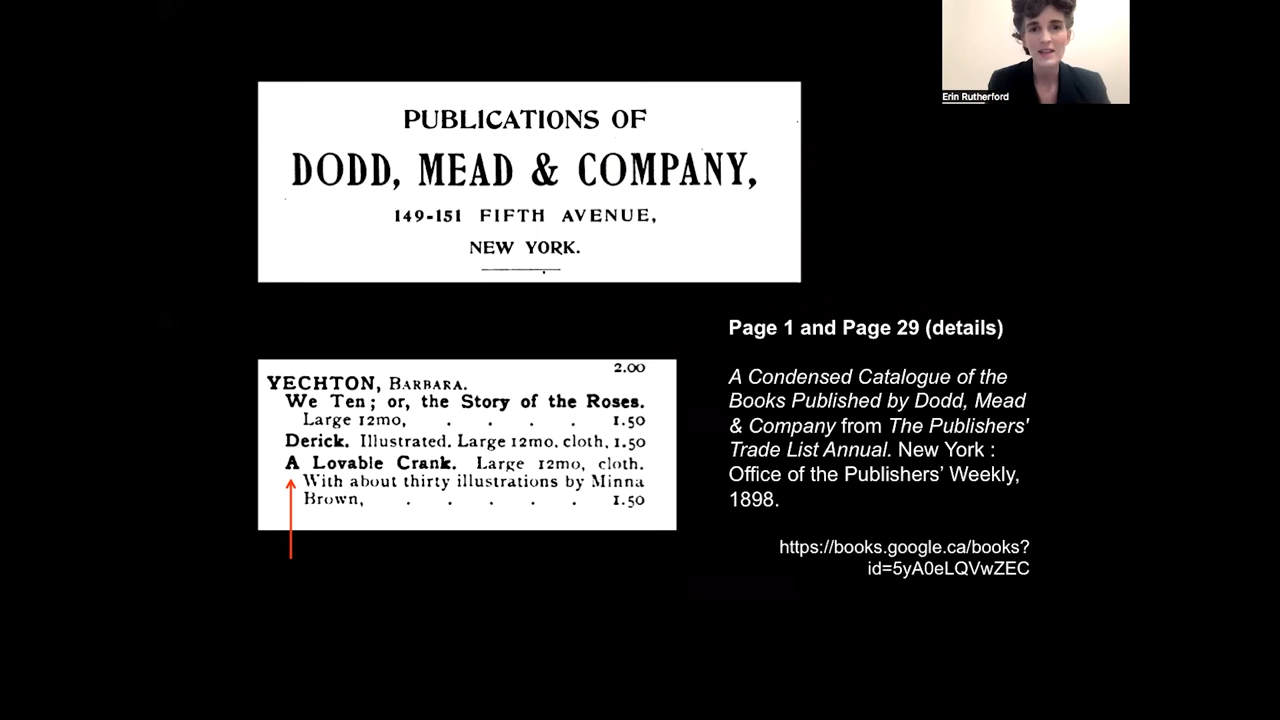 Erin Rutherford
PUBLICATIONS OF
DODD, MEAD & COMPANY,
149-151 FIFTH AVENUE,
NEW YORK.
2.00
YECHTON, BARBARA.
We Ten; or, the Story of the Roses.
Large 12mo, . . . . 1.50
Derick. Illustrated. Large 12mo, cloth, 1.50
A Lovable Crank. Large 12mo, cloth.
With about thirty illustrations by Minna
Brown, . . . . . 1.50
Page 1 and Page 29 (details)
A Condensed Catalogue of the
Books Published by Dodd, Mead
& Company from The Publishers'
Trade List Annual. New York :
Office of the Publishers’ Weekly,
1898.
https://books.google.ca/books?
id=5yA0eLQVwZEC